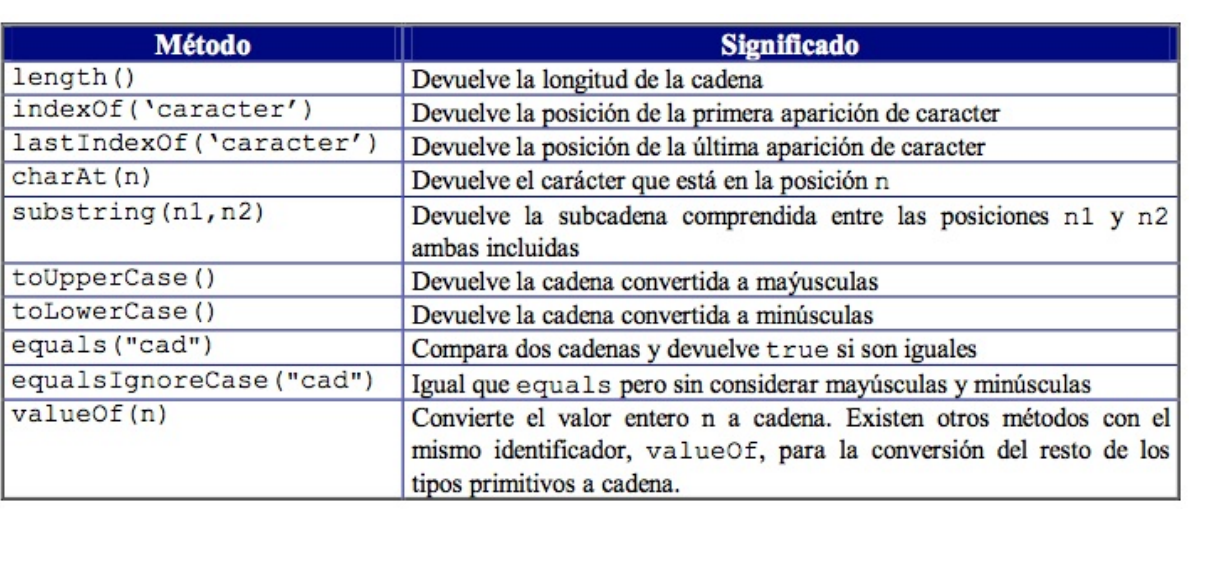 Método Significado
length() Devuelve la longitud de la cadena
indexOf(‘caracter’) Devuelve la posición de la primera aparición de caracter
lastIndexOf(‘caracter’) Devuelve la posición de la última aparición de caracter
charAt(n) Devuelve el carácter que está en la posición n
substring(n1,n2) Devuelve la subcadena comprendida entre las posiciones n1 y n2
ambas incluidas
toUpperCase() Devuelve la cadena convertida a maýusculas
toLowerCase() Devuelve la cadena convertida a minúsculas
equals("cad") Compara dos cadenas y devuelve true si son iguales
equalsIgnoreCase("cad") Igual que equals pero sin considerar mayúsculas y minúsculas
valueOf(n) Convierte el valor entero n a cadena. Existen otros métodos con el
mismo identificador, valueOf, para la conversión del resto de los
tipos primitivos a cadena.